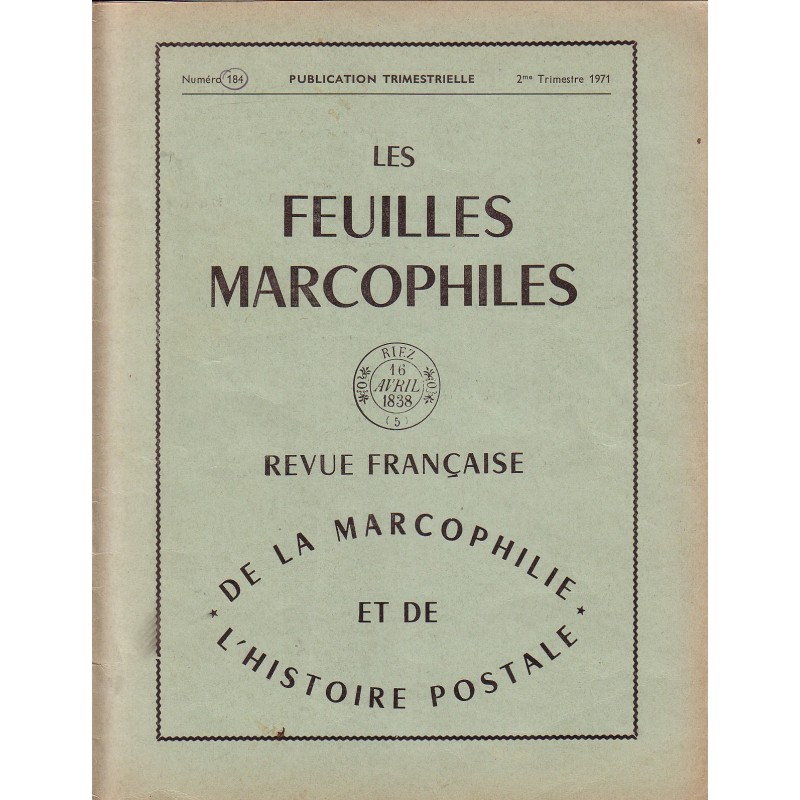 Numéro 184 PUBLICATION TRIMESTRIELLE 2me Trimestre 1971
LES
FEUILLES
MARCOPHILES
RIEZ
16
AVRIL
1838
(5)
REVUE FRANÇAISE
DE LA MARCOPHILIE
ET DE
L'HISTOIRE POSTALE